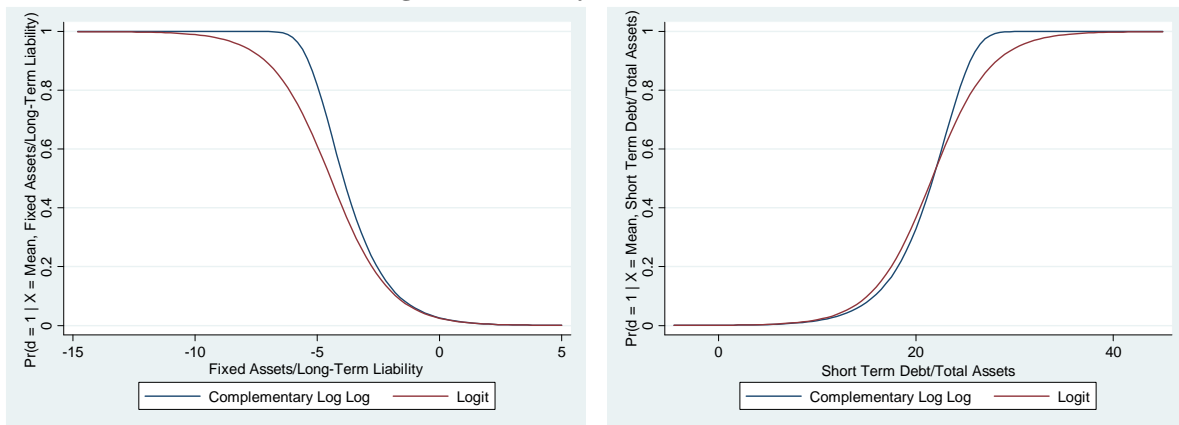 Pr(d = 1 | X = Mean, Fixed Assets/Long-Term Liability)
1
0.8
0.6
0.4
0.2
0
-15 -10 -5 0 5
Fixed Assets/Long-Term Liability
Complementary Log Log Logit
Pr(d = 1 | X = Mean, Short Term Debt/Total Assets)
1
0.8
0.6
0.4
0.2
0
0 20 40
Short Term Debt/Total Assets
Complementary Log Log Logit